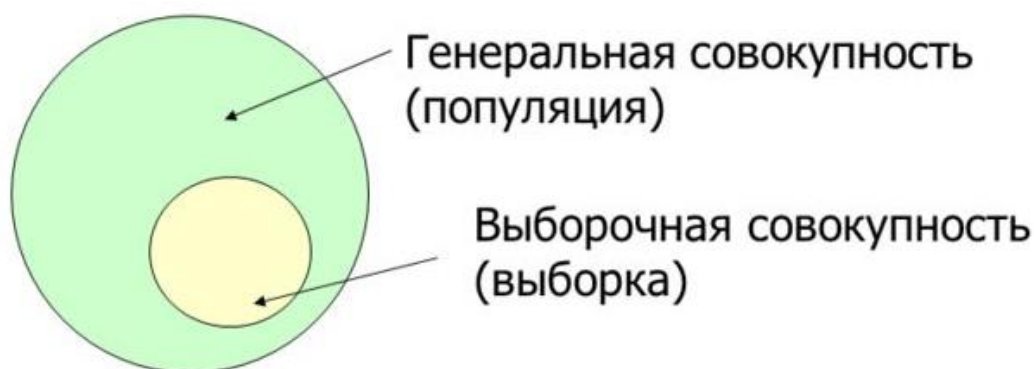 Генеральная совокупность
(популяция)
Выборочная совокупность
(выборка)